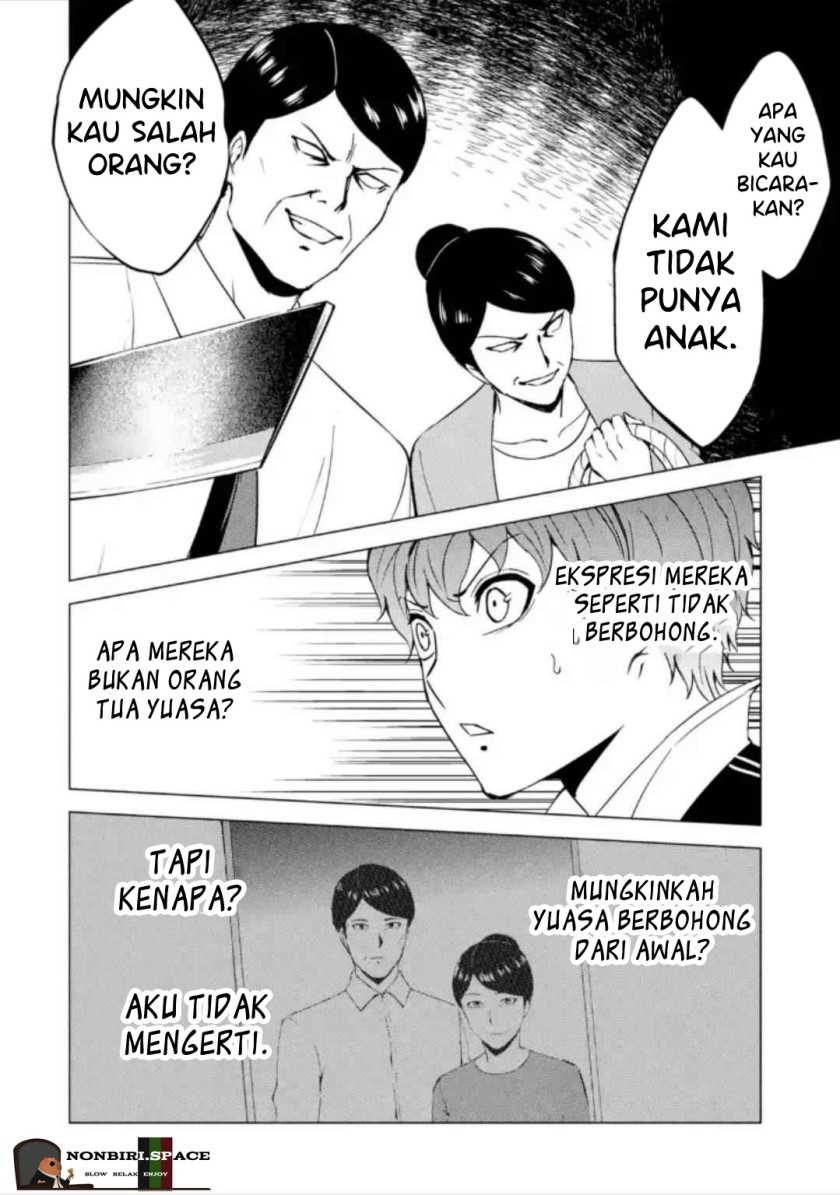 APA
YANG
KAU
BICARA-
KAN?
KAMI
TIDAK
PUNYA
ANAK.
MUNGKIN
KAU SALAH
ORANG?
EKSPRESI MEREKA
SEPERTI TIDAK
BERBOHONG.
APA MEREKA
BUKAN ORANG
TUA YUASA?
MUNGKINKAH
YUASA BERBOHONG
DARI AWAL?
TAPI
KENAPA?
AKU TIDAK
MENGERTI.
NONBIRI.SPACE
SLOW RELAX ENJOY